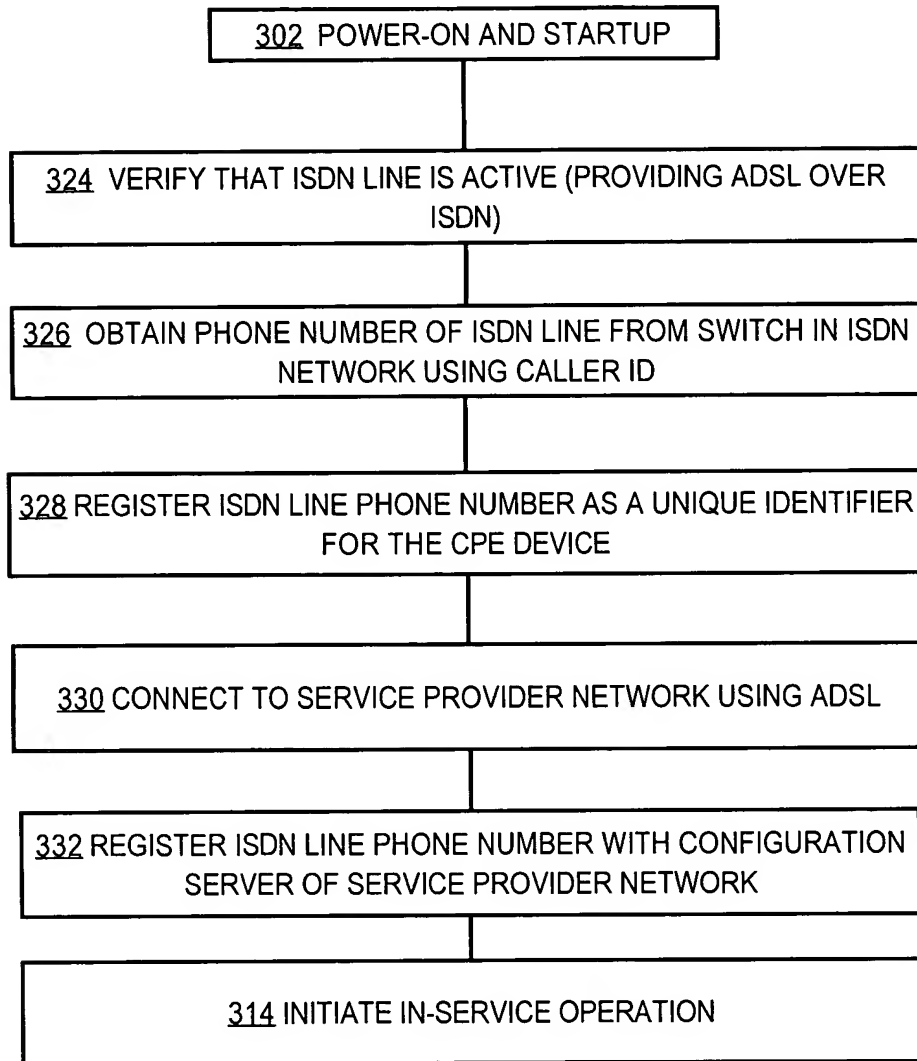 302 POWER-ON AND STARTUP
324 VERIFY THAT ISDN LINE IS ACTIVE (PROVIDING ADSL OVER
ISDN)
326 OBTAIN PHONE NUMBER OF ISDN LINE FROM SWITCH IN ISDN
NETWORK USING CALLER ID
328 REGISTER ISDN LINE PHONE NUMBER AS A UNIQUE IDENTIFIER
FOR THE CPE DEVICE
330 CONNECT TO SERVICE PROVIDER NETWORK USING ADSL
332 REGISTER ISDN LINE PHONE NUMBER WITH CONFIGURATION
SERVER OF SERVICE PROVIDER NETWORK
314 INITIATE IN-SERVICE OPERATION